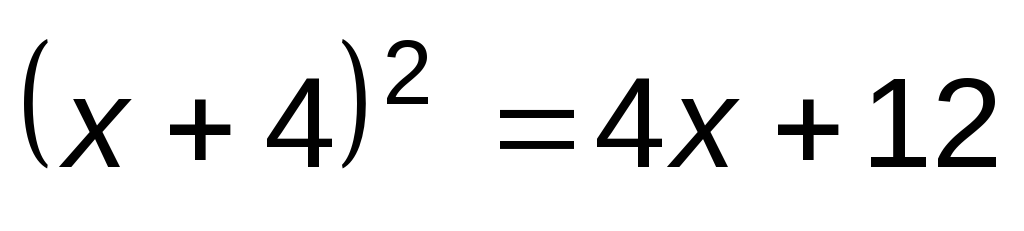 (x + 4)² = 4x + 12